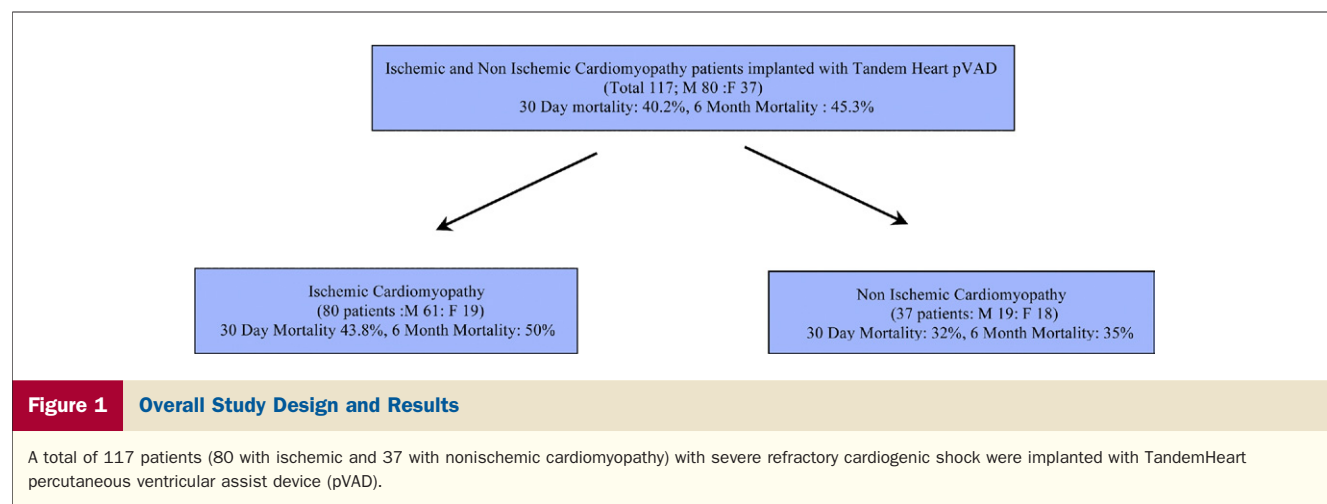 Ischemic and Non Ischemic Cardiomyopathy patients implanted with Tandem Heart pVAD
(Total 117; M 80 :F 37)
30 Day mortality: 40.2%, 6 Month Mortality : 45.3%
Ischemic Cardiomyopathy
(80 patients :M 61: F 19)
30 Day Mortality 43.8%, 6 Month Mortality: 50%
Non Ischemic Cardiomyopathy
(37 patients: M 19: F 18)
30 Day Mortality: 32%, 6 Month Mortality: 35%
Figure 1 Overall Study Design and Results
A total of 117 patients (80 with ischemic and 37 with nonischemic cardiomyopathy) with severe refractory cardiogenic shock were implanted with TandemHeart
percutaneous ventricular assist device (pVAD).